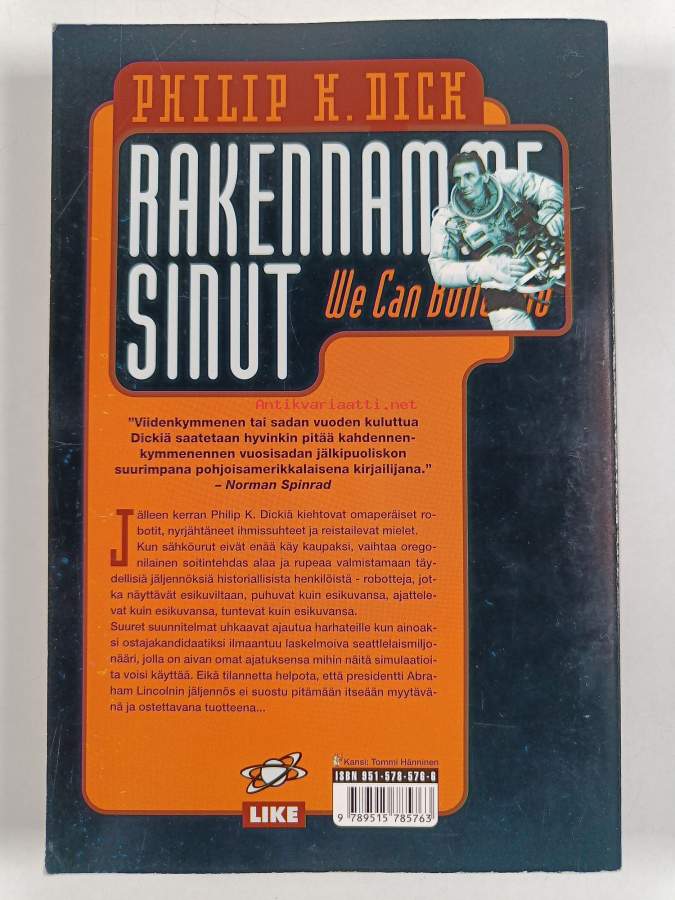 PHILIP K. DICK
RAKENNAMME
SINUT
We Can
Antikvariaatti.net
"Viidenkymmenen tai sadan vuoden kuluttua
Dickiä saatetaan hyvinkin pitää kahdennen-
kymmenennen vuosisadan jälkipuoliskon
suurimpana pohjoisamerikkalaisena kirjailijana."
– Norman Spinrad
Jälleen kerran Philip K. Dickiä kiehtovat omaperäiset ro-
botit, nyrjähtäneet ihmissuhteet ja reistailevat mielet.
Kun sähköurut eivät enää käy kaupaksi, vaihtaa orego-
nilainen soitintehdas alaa ja rupeaa valmistamaan täy-
dellisiä jäljennöksiä historiallisista henkilöistä - robotteja, jot-
ka näyttävät esikuviltaan, puhuvat kuin esikuvansa, ajattele-
vat kuin esikuvansa, tuntevat kuin esikuvansa.
Suuret suunnitelmat uhkaavat ajautua harhateille kun ainoak-
si ostajakandidaatiksi ilmaantuu laskelmoiva seattlelaismiljo-
nääri, jolla on aivan omat ajatuksensa mihin näitä simulaatioi-
ta voisi käyttää. Eikä tilannetta helpota, että presidentti Abra-
ham Lincolnin jäljennös ei suostu pitämään itseään myytävä-
nä ja ostettavana tuotteena...
Kansi: Tommi Hänninen
ISBN 951-578-576-6
9 789515 785763
LIKE